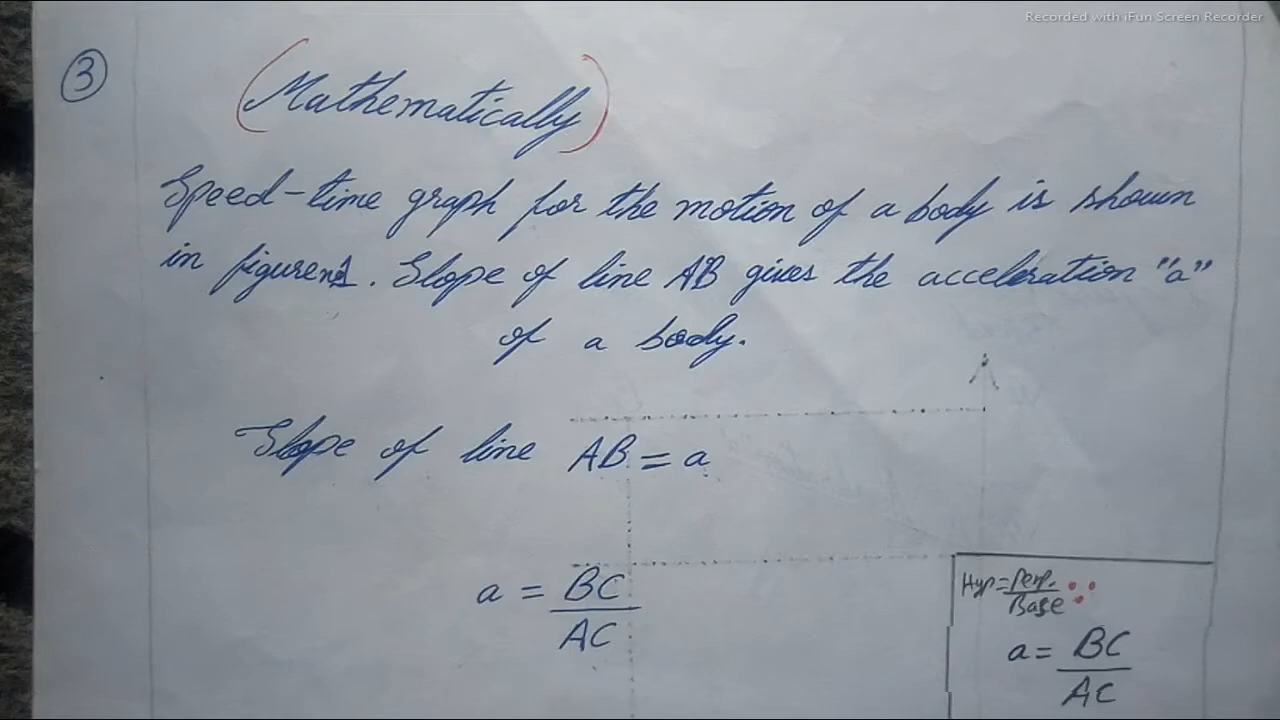 Recorded with iFun Screen Recorder
3
(Mathematically)
Speed-time graph for the motion of a body is shown
in figure . Slope of line AB gives the acceleration "a"
of a body.
Slope of line AB = a
a = BC
AC
Hyp = Perp.
Base
a = BC
AC